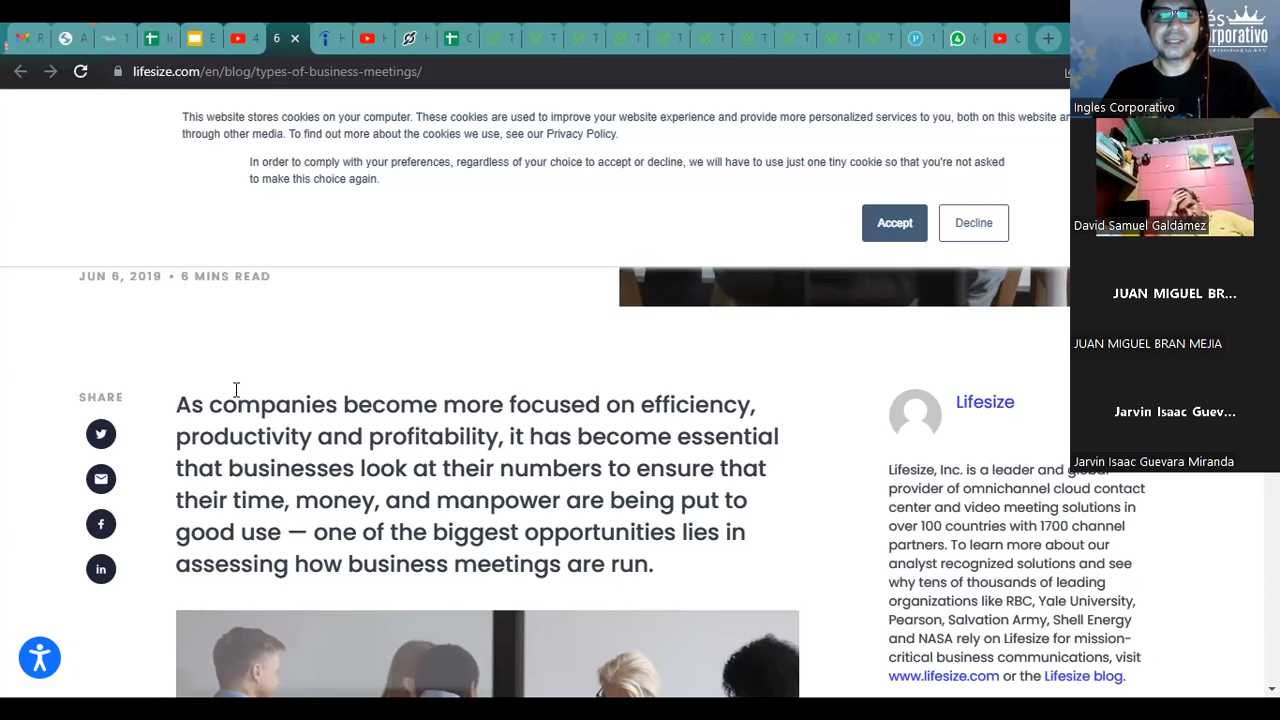 R
A
T
Ir
E
4
6
H
H
C
T
T
T
T
T
T
T
T
T
T
1
(4)
C
lifesize.com/en/blog/types-of-business-meetings/
This website stores cookies on your computer. These cookies are used to improve your website experience and provide more personalized services to you, both on this website a
through other media. To find out more about the cookies we use, see our Privacy Policy.
In order to comply with your preferences, regardless of your choice to accept or decline, we will have to use just one tiny cookie so that you're not asked
to make this choice again.
Accept
Decline
JUN 6, 2019 • 6 MINS READ
SHARE
As companies become more focused on efficiency,
productivity and profitability, it has become essential
that businesses look at their numbers to ensure that
their time, money, and manpower are being put to
good use — one of the biggest opportunities lies in
assessing how business meetings are run.
Lifesize
Lifesize, Inc. is a leader and global
provider of omnichannel cloud contact
center and video meeting solutions in
over 100 countries with 1700 channel
partners. To learn more about our
analyst recognized solutions and see
why tens of thousands of leading
organizations like RBC, Yale University,
Pearson, Salvation Army, Shell Energy
and NASA rely on Lifesize for mission-
critical business communications, visit
www.lifesize.com or the Lifesize blog.
és
orporativo
Ingles Corporativo
David Samuel Galdámez
JUAN MIGUEL BR...
JUAN MIGUEL BRAN MEJIA
Jarvin Isaac Guev...
Jarvin Isaac Guevara Miranda